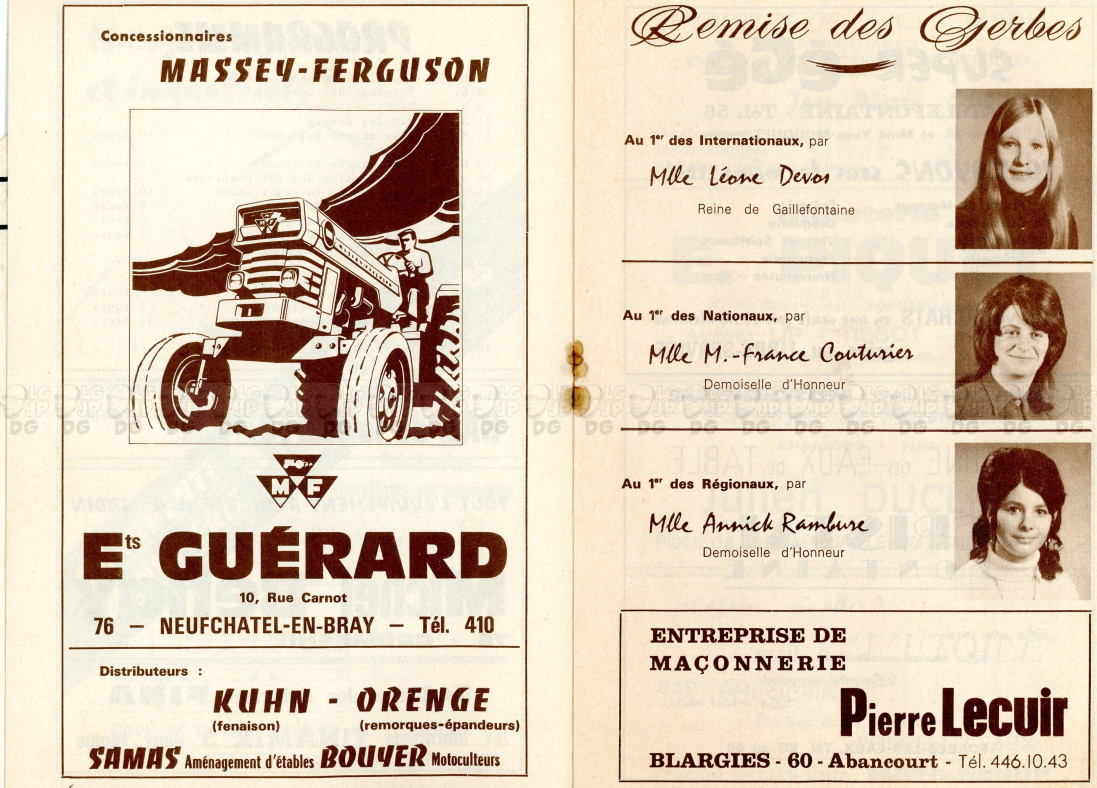 Concessionnaires
MASSEY-FERGUSON
MF
Ets GUÉRARD
10, Rue Carnot
76 — NEUFCHATEL-EN-BRAY — Tél. 410
Distributeurs :
KUHN - ORENGE
(fenaison) (remorques-épandeurs)
SAMAS Aménagement d'étables BOUYER Motoculteurs
Remise des Gerbes
Au 1er des Internationaux, par
Mlle Léone Devos
Reine de Gaillefontaine
Au 1er des Nationaux, par
Mlle M.-France Couturier
Demoiselle d'Honneur
Au 1er des Régionaux, par
Mlle Annick Rambure
Demoiselle d'Honneur
ENTREPRISE DE
MAÇONNERIE
Pierre Lecuir
BLARGIES - 60 - Abancourt - Tél. 446.10.43